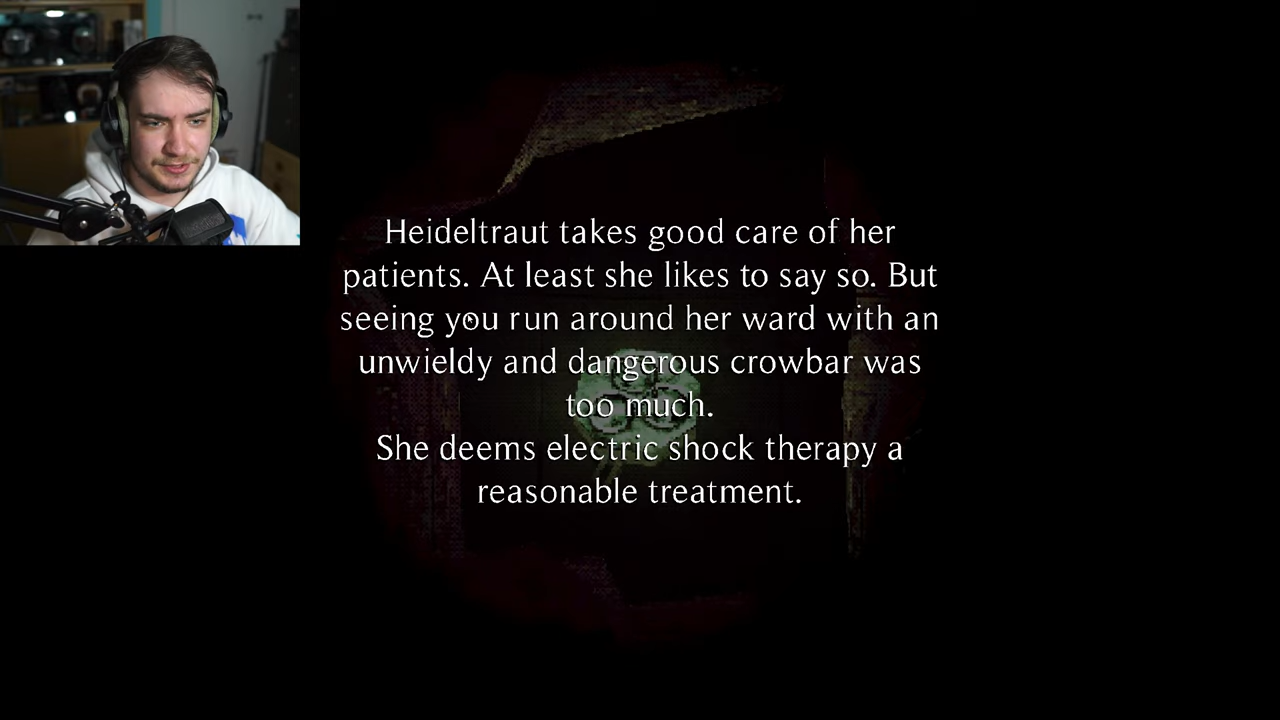 Heideltraut takes good care of her
patients. At least she likes to say so. But
seeing you run around her ward with an
unwieldy and dangerous crowbar was
too much.
She deems electric shock therapy a
reasonable treatment.